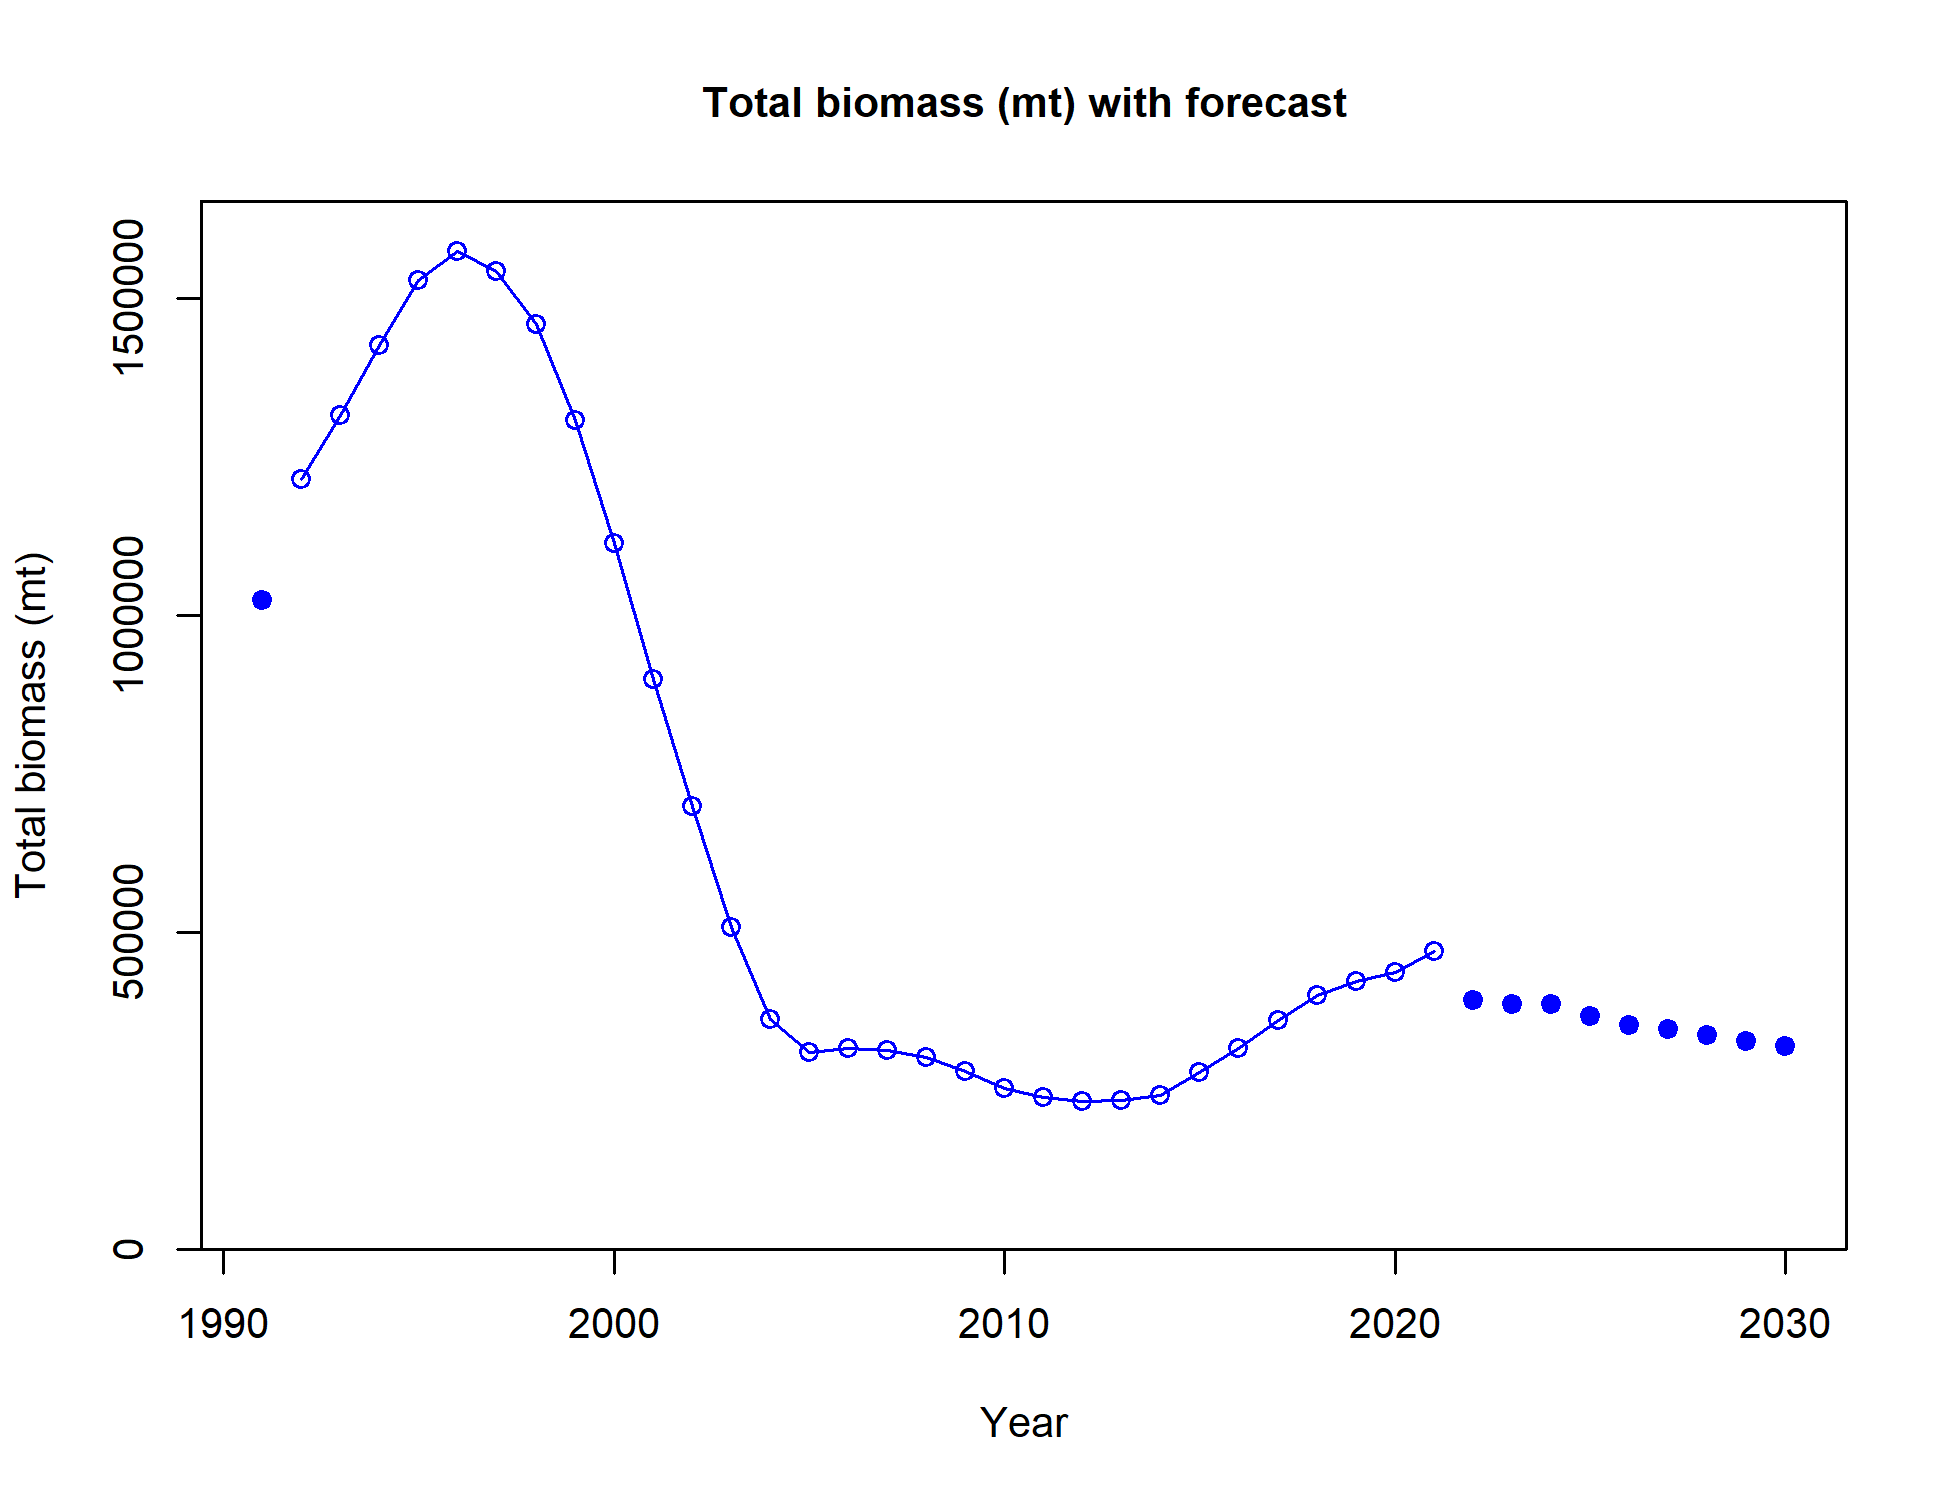 Total biomass (mt) with forecast
Total biomass (mt)
1500000
1000000
500000
0
1990 2000 2010 2020 2030
Year